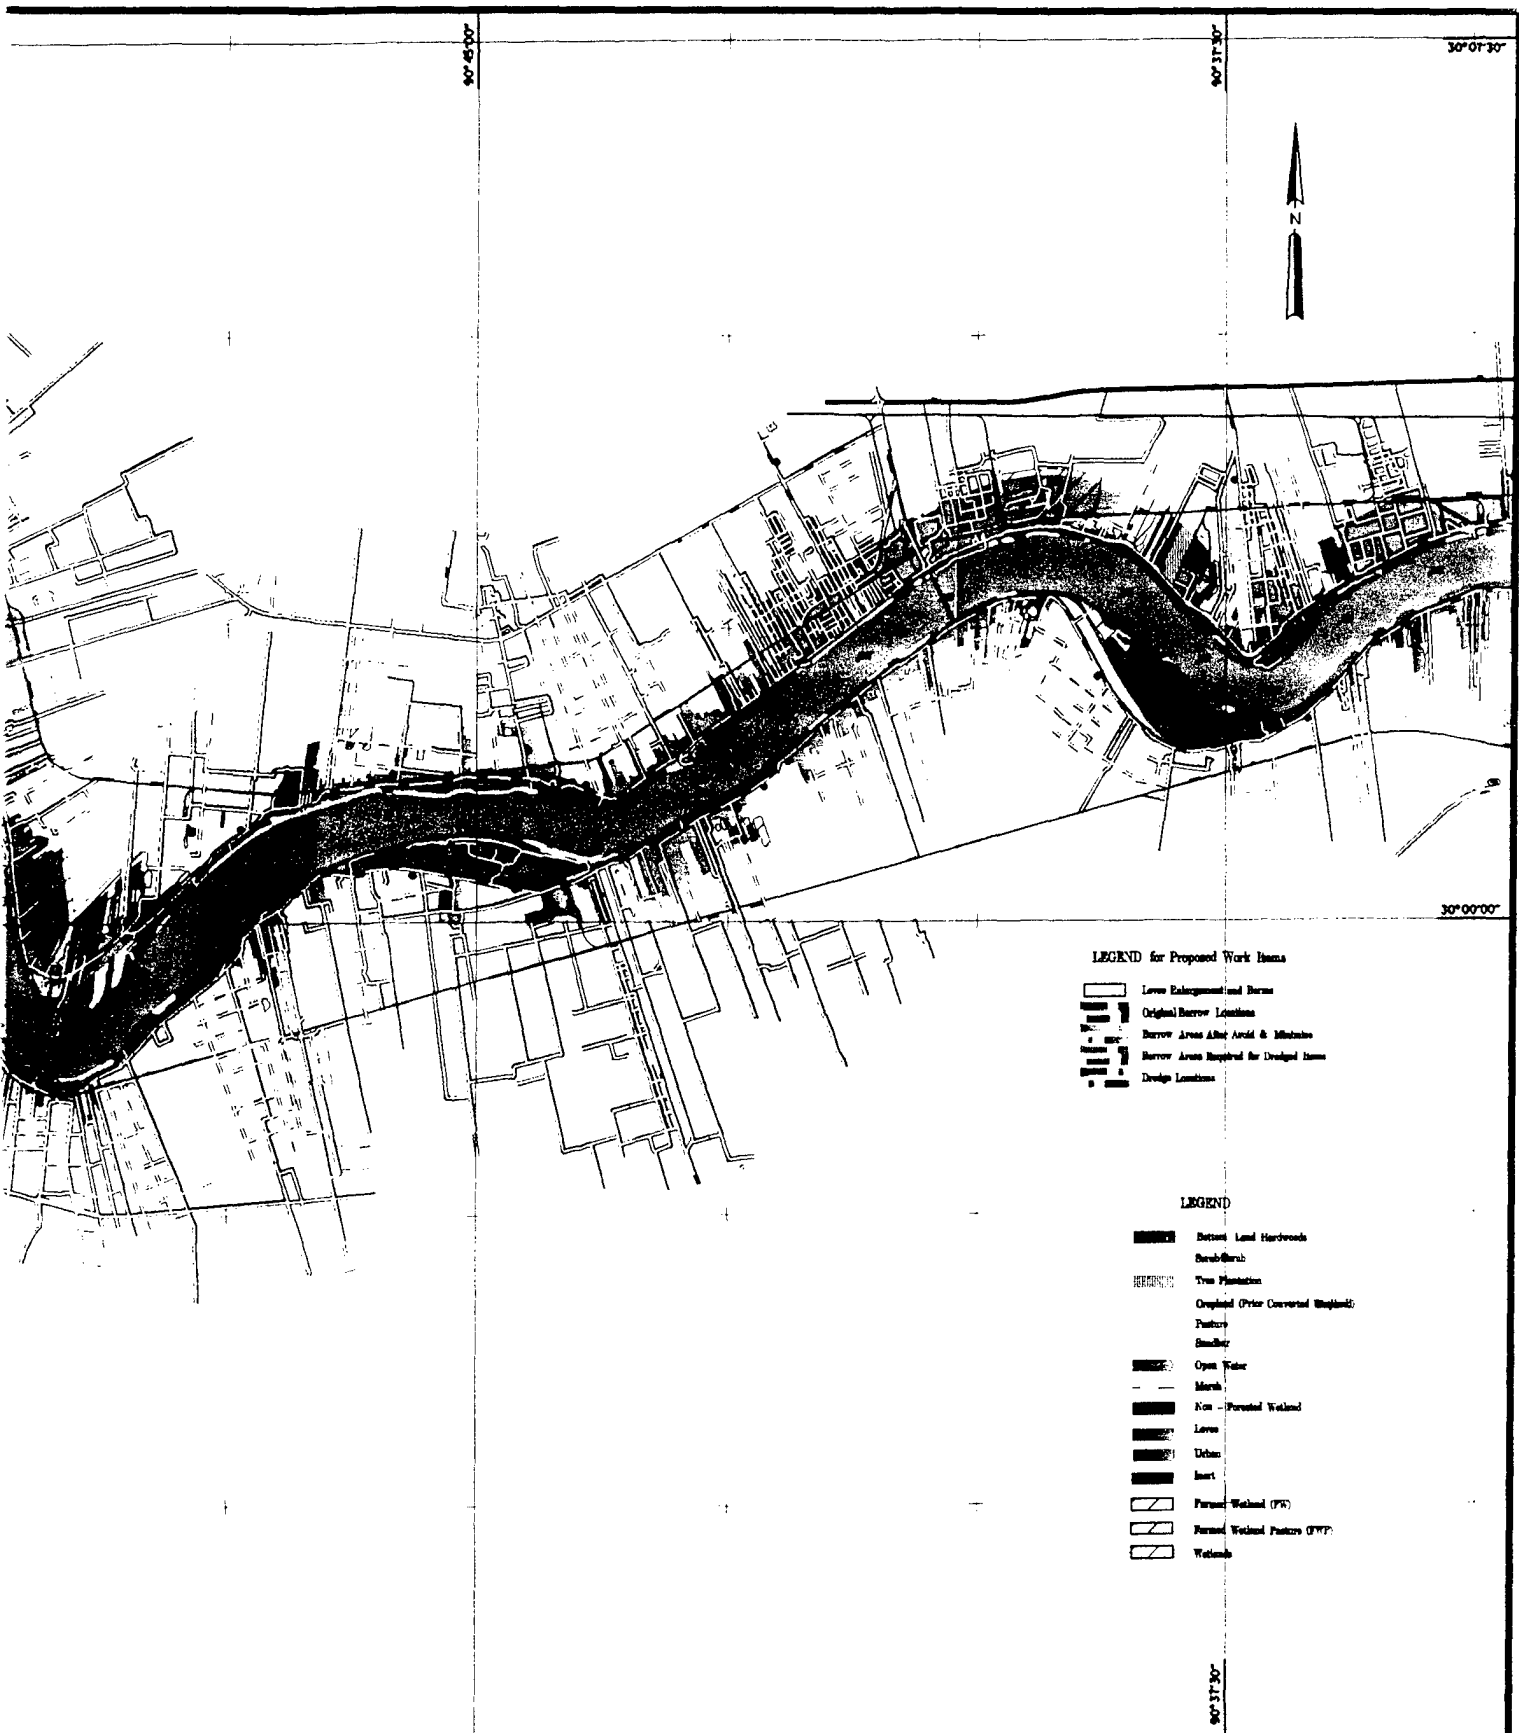 90°45'00"
90°37'30"
30°07'30"
N
30°00'00"
LEGEND for Proposed Work Items
Levee Enlargement and Berms
Original Borrow Locations
Borrow Areas After Avoid & Minimize
Borrow Areas Required for Dredged Items
Dredge Locations
LEGEND
Bottom Land Hardwoods
Scrub/Shrub
Tree Plantation
Cropland (Prior Converted Wetland)
Pasture
Sandbar
Open Water
Marsh
Non - Forested Wetland
Levee
Urban
Inert
Farmed Wetland (FW)
Farmed Wetland Pasture (FWP)
Wetlands
90°37'30"